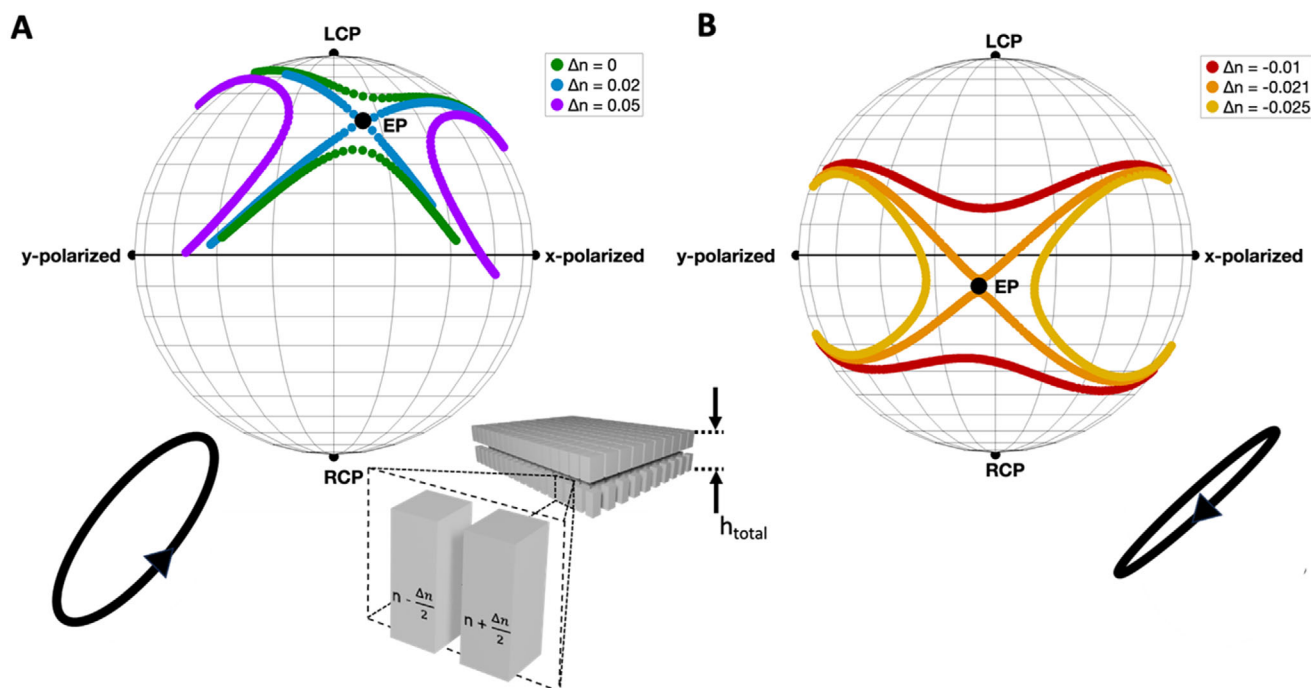 A
LCP
Δn = 0
Δn = 0.02
Δn = 0.05
EP
y-polarized
x-polarized
RCP
n - Δn/2
n + Δn/2
h_total
B
LCP
Δn = -0.01
Δn = -0.021
Δn = -0.025
y-polarized
x-polarized
EP
RCP